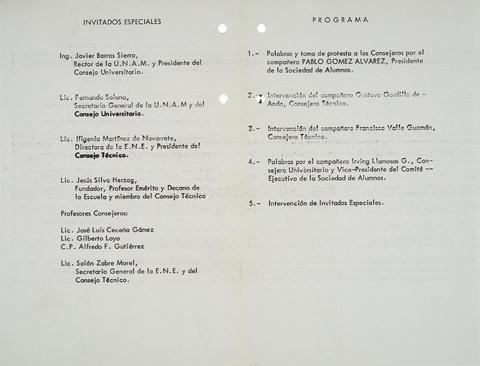 INVITADOS ESPECIALES
Ing. Javier Barros Sierra,
Rector de la U.N.A.M. y Presidente del
Consejo Universitario.
Lic. Fernando Solana,
Secretario General de la U.N.A.M y del
Consejo Universitario.
Lic. Ifigenia Martínez de Navarrete,
Directora de la E.N.E. y Presidente del
Consejo Técnico.
Lic. Jesús Silva Herzog,
Fundador, Profesor Emérito y Decano de
la Escuela y miembro del Consejo Técnico
Profesores Consejeros:
Lic. José Luis Ceceña Gámez
Lic. Gilberto Loyo
C.P. Alfredo F. Gutiérrez
Lic. Solón Zabre Morel,
Secretario General de la E.N.E. y del
Consejo Técnico.
PROGRAMA
1.- Palabras y toma de protesta a los Consejeros por el
compañero PABLO GOMEZ ALVAREZ, Presidente
de la Sociedad de Alumnos.
2.- Intervención del compañero Gustavo Gordillo de -
Anda, Consejero Técnico.
3.- Intervención del compañero Francisco Valle Guzmán,
Consejero Técnico.
4.- Palabras por el compañero Irving Llamosas G., Con-
sejero Universitario y Vice-Presidente del Comité --
Ejecutivo de la Sociedad de Alumnos.
5.- Intervención de Invitados Especiales.